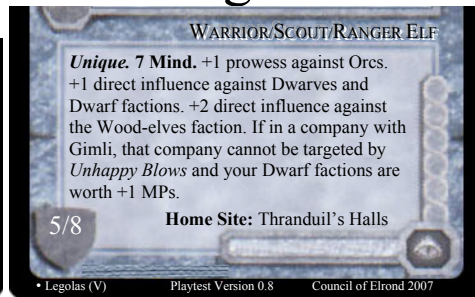 WARRIOR/SCOUT/RANGER ELF
Unique. 7 Mind. +1 prowess against Orcs.
+1 direct influence against Dwarves and
Dwarf factions. +2 direct influence against
the Wood-elves faction. If in a company with
Gimli, that company cannot be targeted by
Unhappy Blows and your Dwarf factions are
worth +1 MPs.
5/8
Home Site: Thranduil's Halls
• Legolas (V) Playtest Version 0.8 Council of Elrond 2007